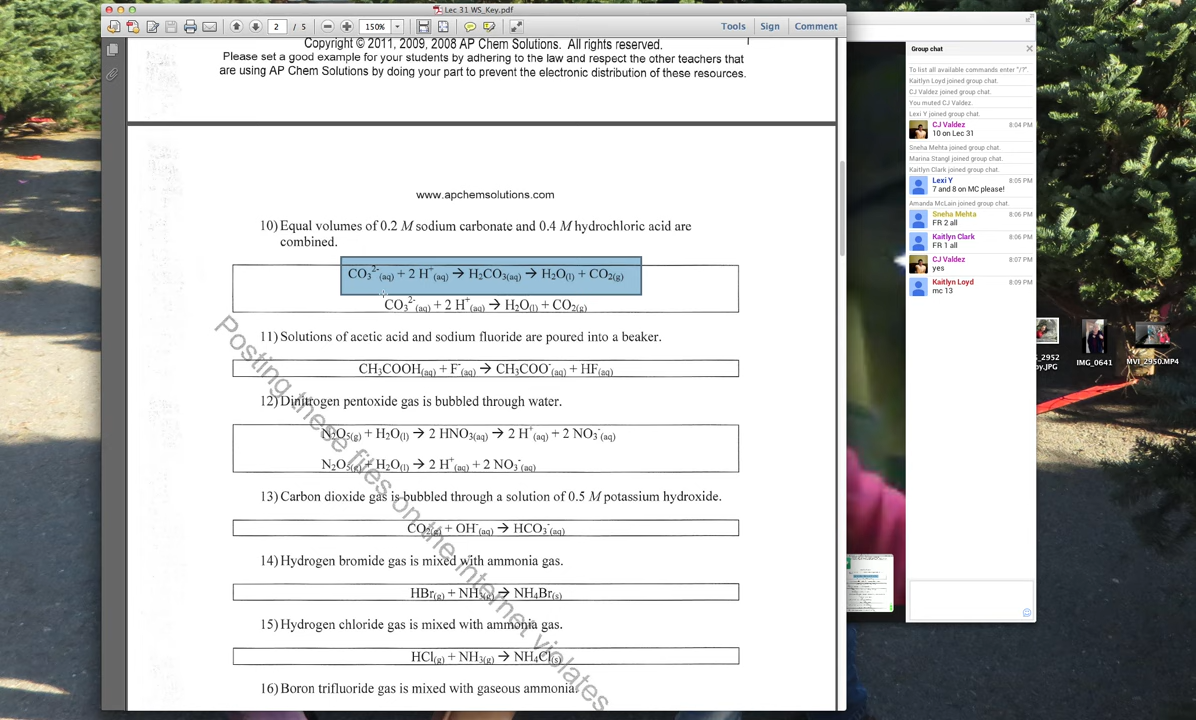 Lec 31 WS_Key.pdf
2 / 5
150%
Tools Sign Comment
Copyright © 2011, 2009, 2008 AP Chem Solutions. All rights reserved.
Please set a good example for your students by adhering to the law and respect the other teachers that
are using AP Chem Solutions by doing your part to prevent the electronic distribution of these resources.
www.apchemsolutions.com
10) Equal volumes of 0.2 M sodium carbonate and 0.4 M hydrochloric acid are
combined.
CO₃²⁻(aq) + 2 H⁺(aq) → H₂CO₃(aq) → H₂O(l) + CO₂(g)
CO₃²⁻(aq) + 2 H⁺(aq) → H₂O(l) + CO₂(g)
11) Solutions of acetic acid and sodium fluoride are poured into a beaker.
CH₃COOH(aq) + F⁻(aq) → CH₃COO⁻(aq) + HF(aq)
12) Dinitrogen pentoxide gas is bubbled through water.
N₂O₅(g) + H₂O(l) → 2 HNO₃(aq) → 2 H⁺(aq) + 2 NO₃⁻(aq)
N₂O₅(g) + H₂O(l) → 2 H⁺(aq) + 2 NO₃⁻(aq)
13) Carbon dioxide gas is bubbled through a solution of 0.5 M potassium hydroxide.
CO₂(g) + OH⁻(aq) → HCO₃⁻(aq)
14) Hydrogen bromide gas is mixed with ammonia gas.
HBr(g) + NH₃(g) → NH₄Br(s)
15) Hydrogen chloride gas is mixed with ammonia gas.
HCl(g) + NH₃(g) → NH₄Cl(s)
16) Boron trifluoride gas is mixed with gaseous ammonia.
Posting these files on the internet violates
Group chat
To list all available commands enter "/?".
Kaitlyn Loyd joined group chat.
CJ Valdez joined group chat.
You muted CJ Valdez.
Lexi Y joined group chat.
CJ Valdez 8:04 PM
10 on Lec 31
Sneha Mehta joined group chat.
Marina Stangl joined group chat.
Kaitlyn Clark joined group chat.
Lexi Y 8:05 PM
7 and 8 on MC please!
Amanda McLain joined group chat.
Sneha Mehta 8:06 PM
FR 2 all
Kaitlyn Clark 8:06 PM
FR 1 all
CJ Valdez 8:07 PM
yes
Kaitlyn Loyd 8:09 PM
mc 13
IMG_0641
MVI_2950.MP4